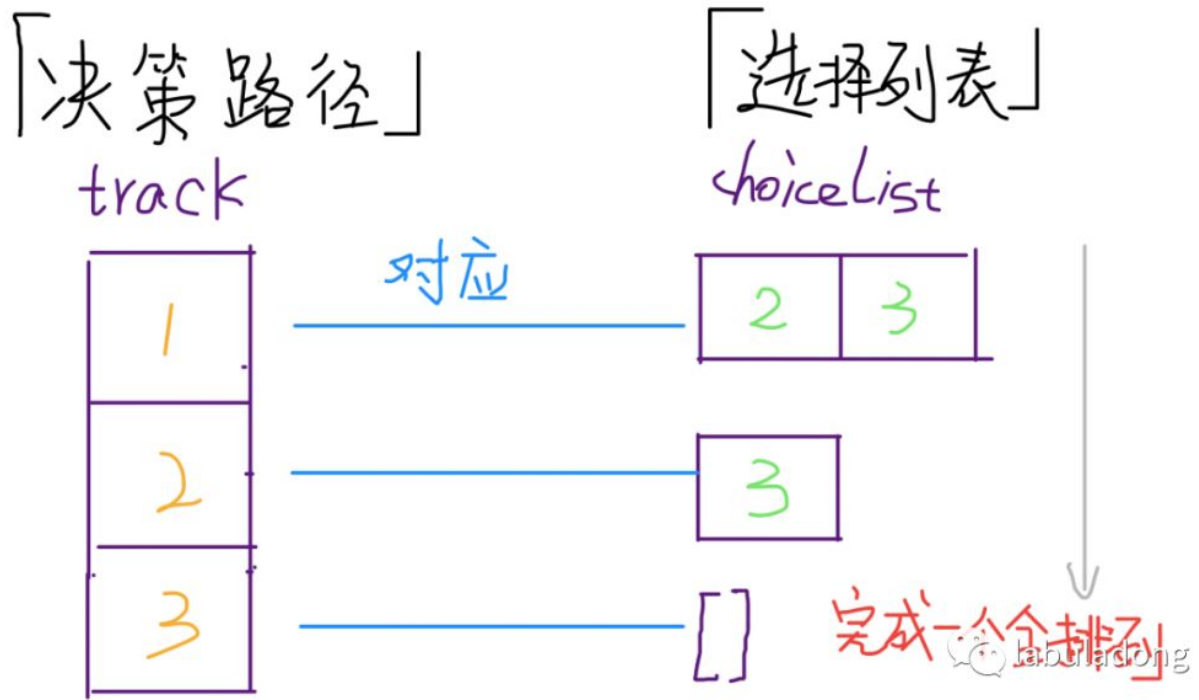 「决策路径」
「选择列表」
track
choiceList
对应
1
2 3
2
3
3
[]
完成一个全排列
labuladong